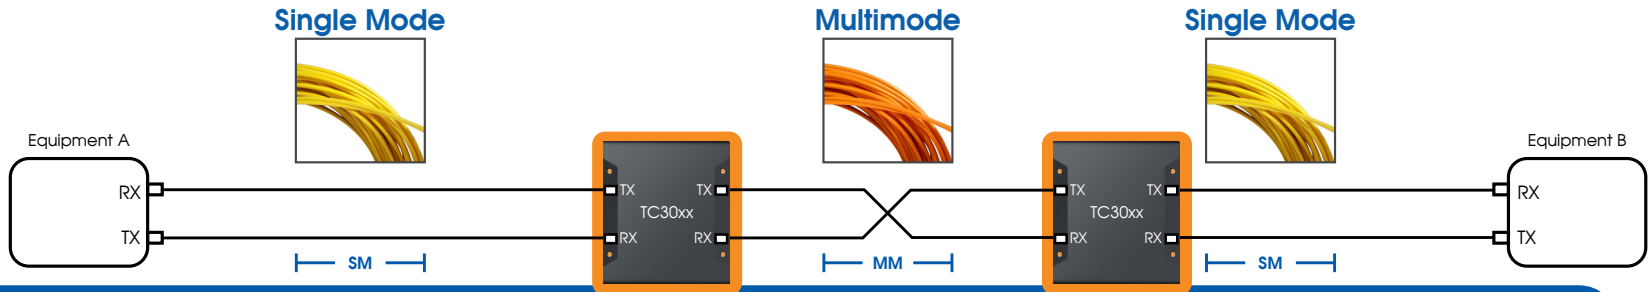 Single Mode
Multimode
Single Mode
Equipment A
Equipment B
RX
TX
TX
TX
TX
RX
TC30xx
TC30xx
TX
RX
RX
RX
RX
TX
SM
MM
SM